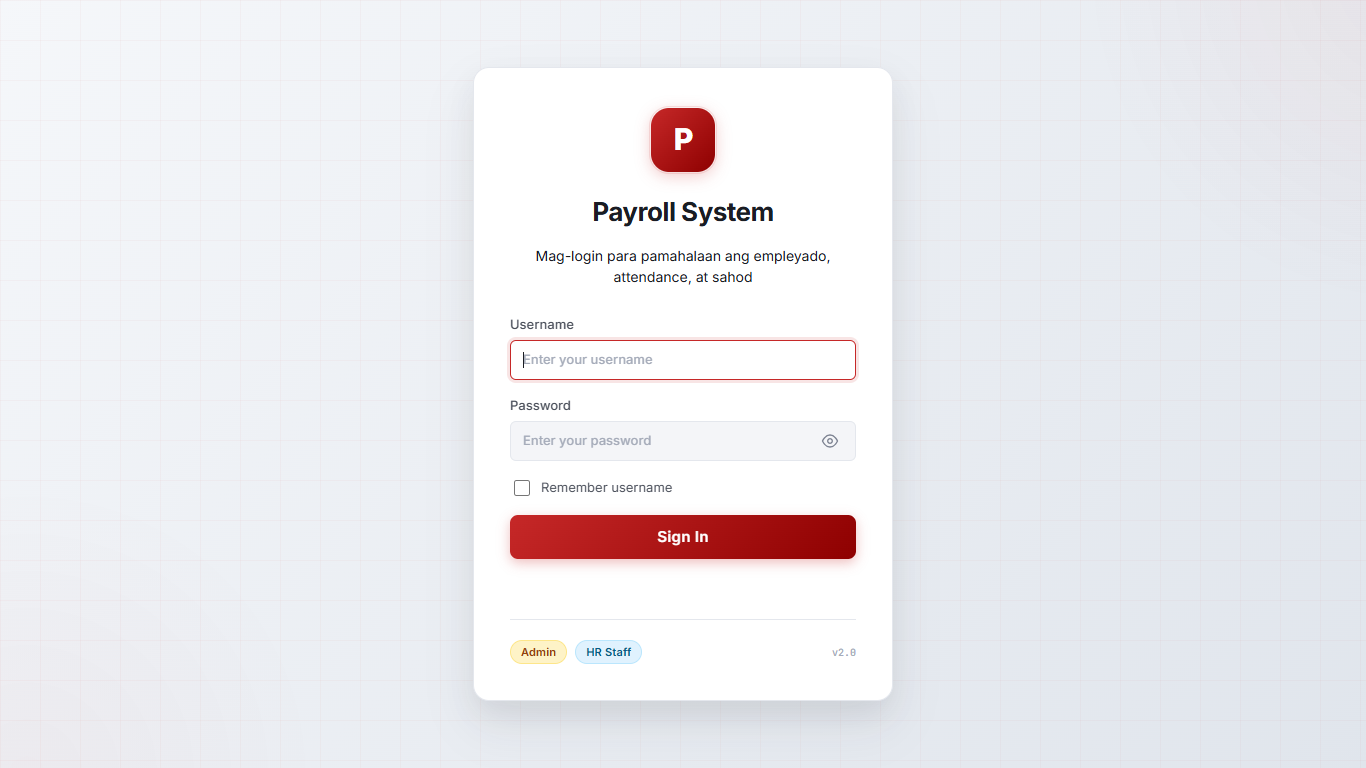 P
Payroll System
Mag-login para pamahalaan ang empleyado,
attendance, at sahod
Username
Enter your username
Password
Enter your password
Remember username
Sign In
Admin
HR Staff
v2.0